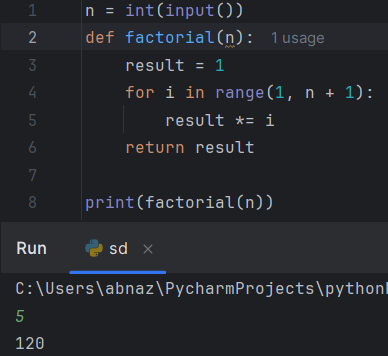 1 n = int(input())
2 def factorial(n): 1 usage
3     result = 1
4     for i in range(1, n + 1):
5         result *= i
6     return result
7
8 print(factorial(n))
Run sd ×
C:\Users\abnaz\PycharmProjects\python
5
120